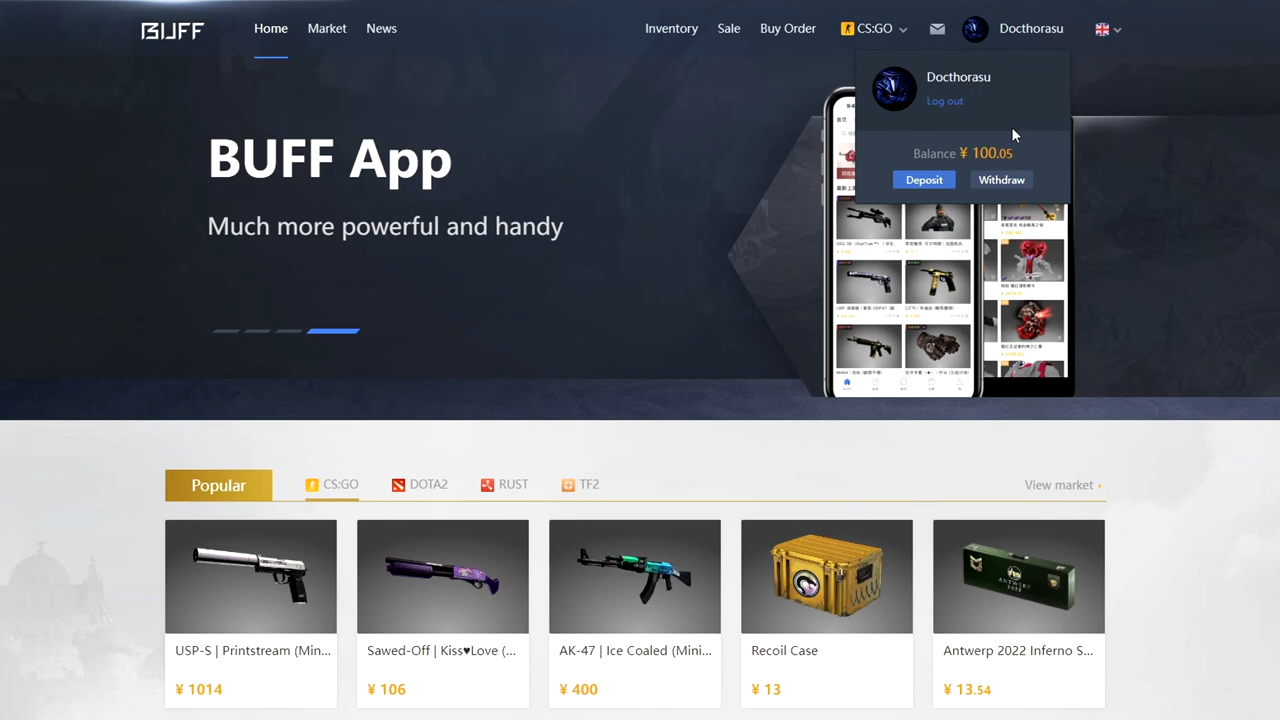 BUFF
Home
Market
News
Inventory
Sale
Buy Order
CS:GO
Docthorasu
Docthorasu
Log out
Balance ¥ 100.05
Deposit
Withdraw
BUFF App
Much more powerful and handy
首页
Popular
CS:GO
DOTA2
RUST
TF2
View market
USP-S | Printstream (Min...
Sawed-Off | Kiss♥Love (...
AK-47 | Ice Coaled (Mini...
Recoil Case
Antwerp 2022 Inferno S...
¥ 1014
¥ 106
¥ 400
¥ 13
¥ 13.54